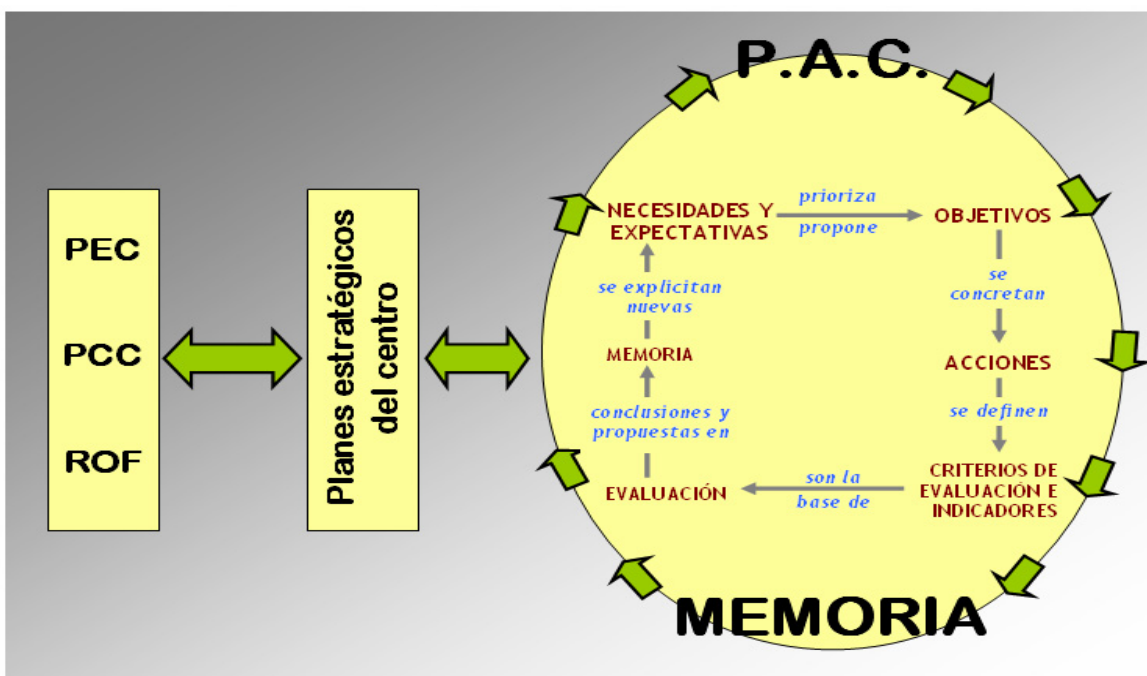 P.A.C.
PEC
PCC
ROF
Planes estratégicos
del centro
NECESIDADES Y
EXPECTATIVAS
prioriza
propone
OBJETIVOS
se
concretan
ACCIONES
se definen
CRITERIOS DE
EVALUACIÓN E
INDICADORES
son la
base de
EVALUACIÓN
conclusiones y
propuestas en
MEMORIA
se explicitan
nuevas
MEMORIA